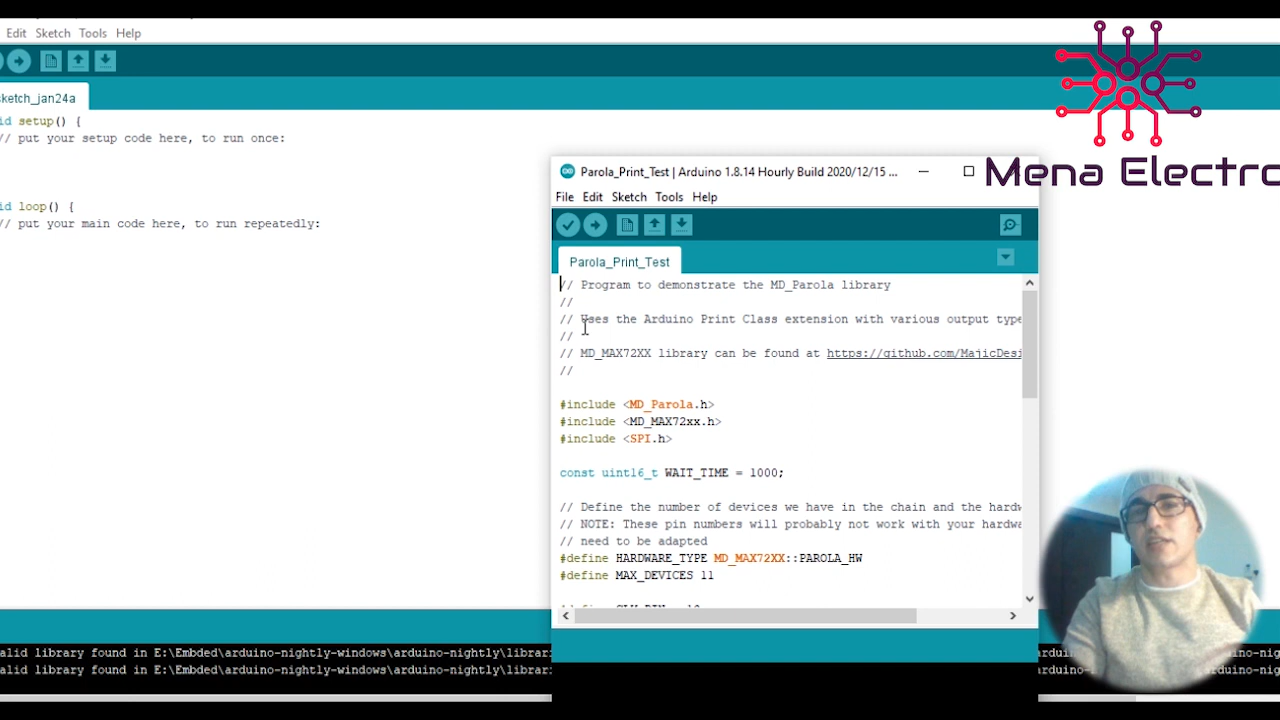 Edit Sketch Tools Help
ketch_jan24a
id setup() {
// put your setup code here, to run once:
id loop() {
// put your main code here, to run repeatedly:
Mena Electro
Parola_Print_Test | Arduino 1.8.14 Hourly Build 2020/12/15 ...
File Edit Sketch Tools Help
Parola_Print_Test
// Program to demonstrate the MD_Parola library
//
// Uses the Arduino Print Class extension with various output type
//
// MD_MAX72XX library can be found at https://github.com/MajicDesi
//
#include <MD_Parola.h>
#include <MD_MAX72xx.h>
#include <SPI.h>
const uint16_t WAIT_TIME = 1000;
// Define the number of devices we have in the chain and the hardw
// NOTE: These pin numbers will probably not work with your hardwa
// need to be adapted
#define HARDWARE_TYPE MD_MAX72XX::PAROLA_HW
#define MAX_DEVICES 11
alid library found in E:\Embded\arduino-nightly-windows\arduino-nightly\librari
alid library found in E:\Embded\arduino-nightly-windows\arduino-nightly\librari